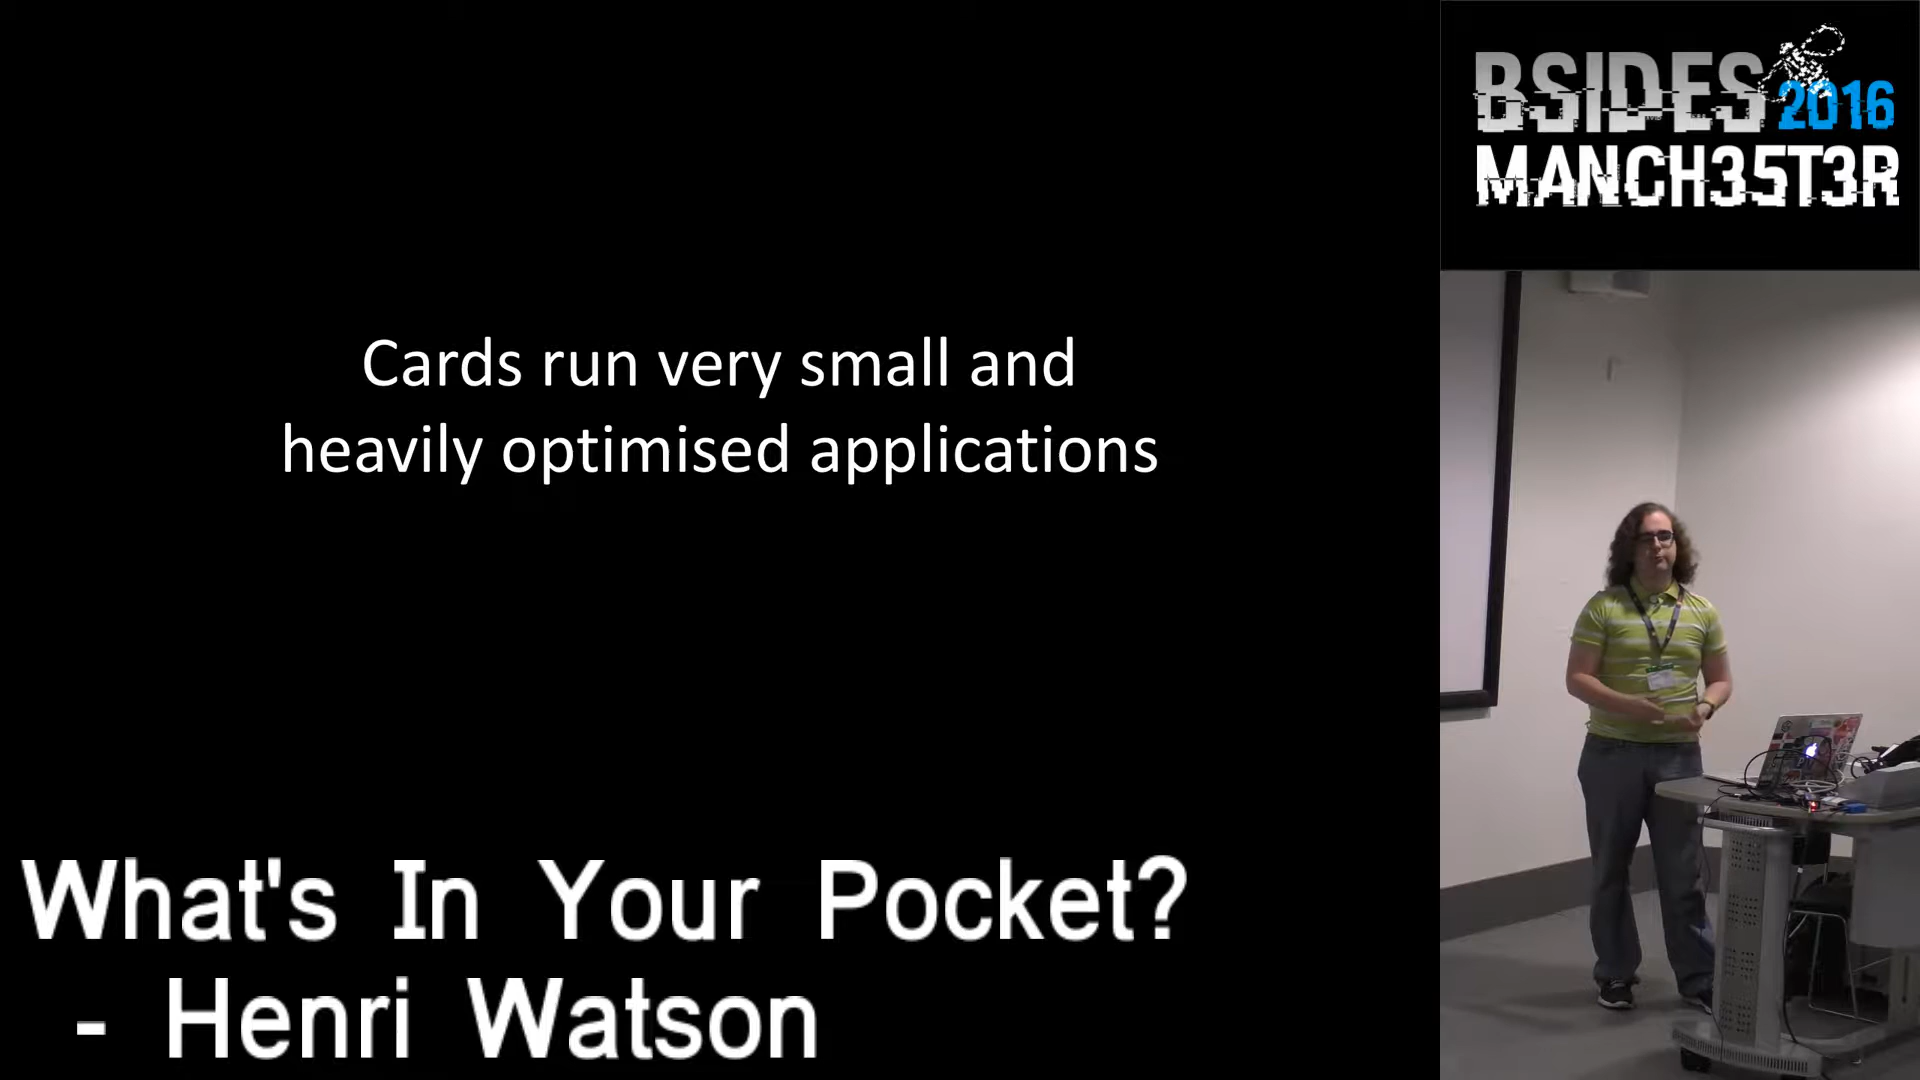 Cards run very small and
heavily optimised applications
BSIDES 2016
MANCH35T3R
What's In Your Pocket?
- Henri Watson